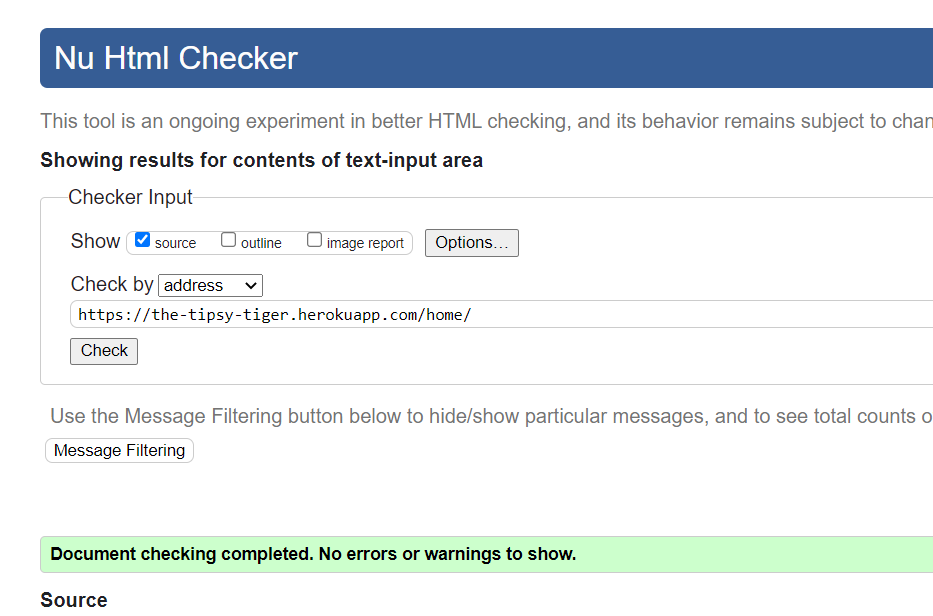 Nu Html Checker
This tool is an ongoing experiment in better HTML checking, and its behavior remains subject to
Showing results for contents of text-input area
Checker Input
Show source outline image report Options...
Check by address
https://the-tipsy-tiger.herokuapp.com/home/
Check
Use the Message Filtering button below to hide/show particular messages, and to see total counts
Message Filtering
Document checking completed. No errors or warnings to show.
Source